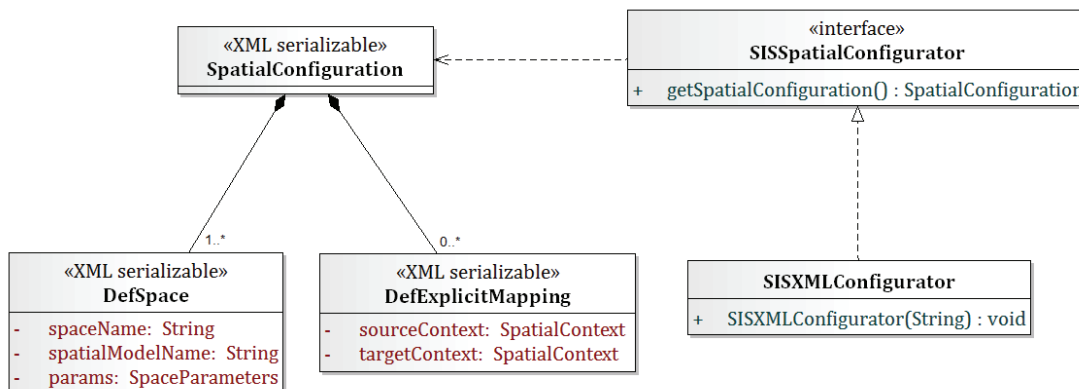 «XML serializable»
SpatialConfiguration
«interface»
SISSpatialConfigurator
+ getSpatialConfiguration() : SpatialConfiguration
1..*
0..*
«XML serializable»
DefSpace
- spaceName: String
- spatialModelName: String
- params: SpaceParameters
«XML serializable»
DefExplicitMapping
- sourceContext: SpatialContext
- targetContext: SpatialContext
SISXMLConfigurator
+ SISXMLConfigurator(String) : void